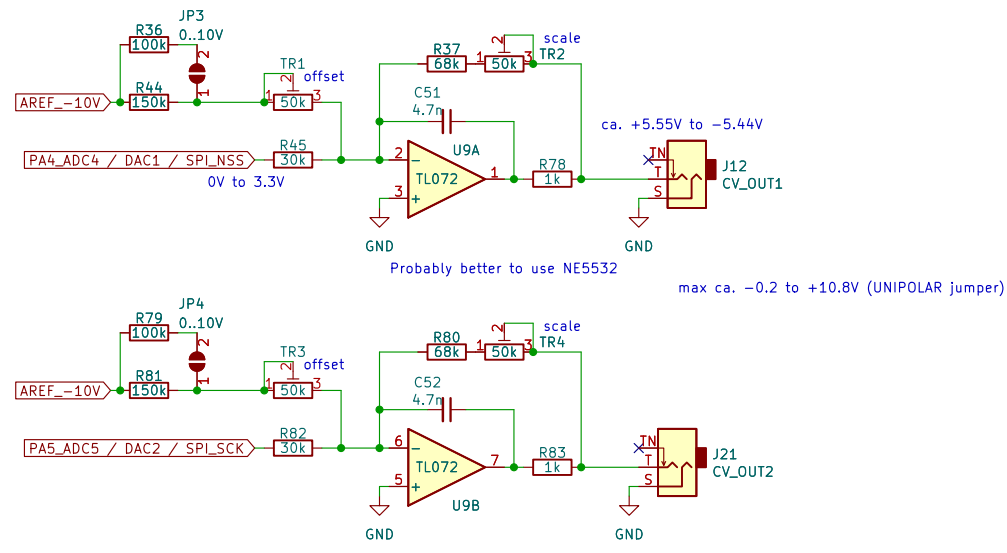 JP3
R36
0..10V
100k
2
1
TR1
offset
R44
AREF_-10V
150k
1
2
50k
3
R45
PA4_ADC4 / DAC1 / SPI_NSS
30k
0V to 3.3V
R37
68k
1
2
50k
3
scale
TR2
C51
4.7n
2
U9A
TL072
1
3
GND
R78
1k
ca. +5.55V to -5.44V
TN
T
S
J12
CV_OUT1
GND
Probably better to use NE5532
max ca. -0.2 to +10.8V (UNIPOLAR jumper)
JP4
R79
0..10V
100k
2
1
TR3
offset
R81
AREF_-10V
150k
1
2
50k
3
R82
PA5_ADC5 / DAC2 / SPI_SCK
30k
R80
68k
1
2
50k
3
scale
TR4
C52
4.7n
6
TL072
7
5
U9B
GND
R83
1k
TN
T
S
J21
CV_OUT2
GND